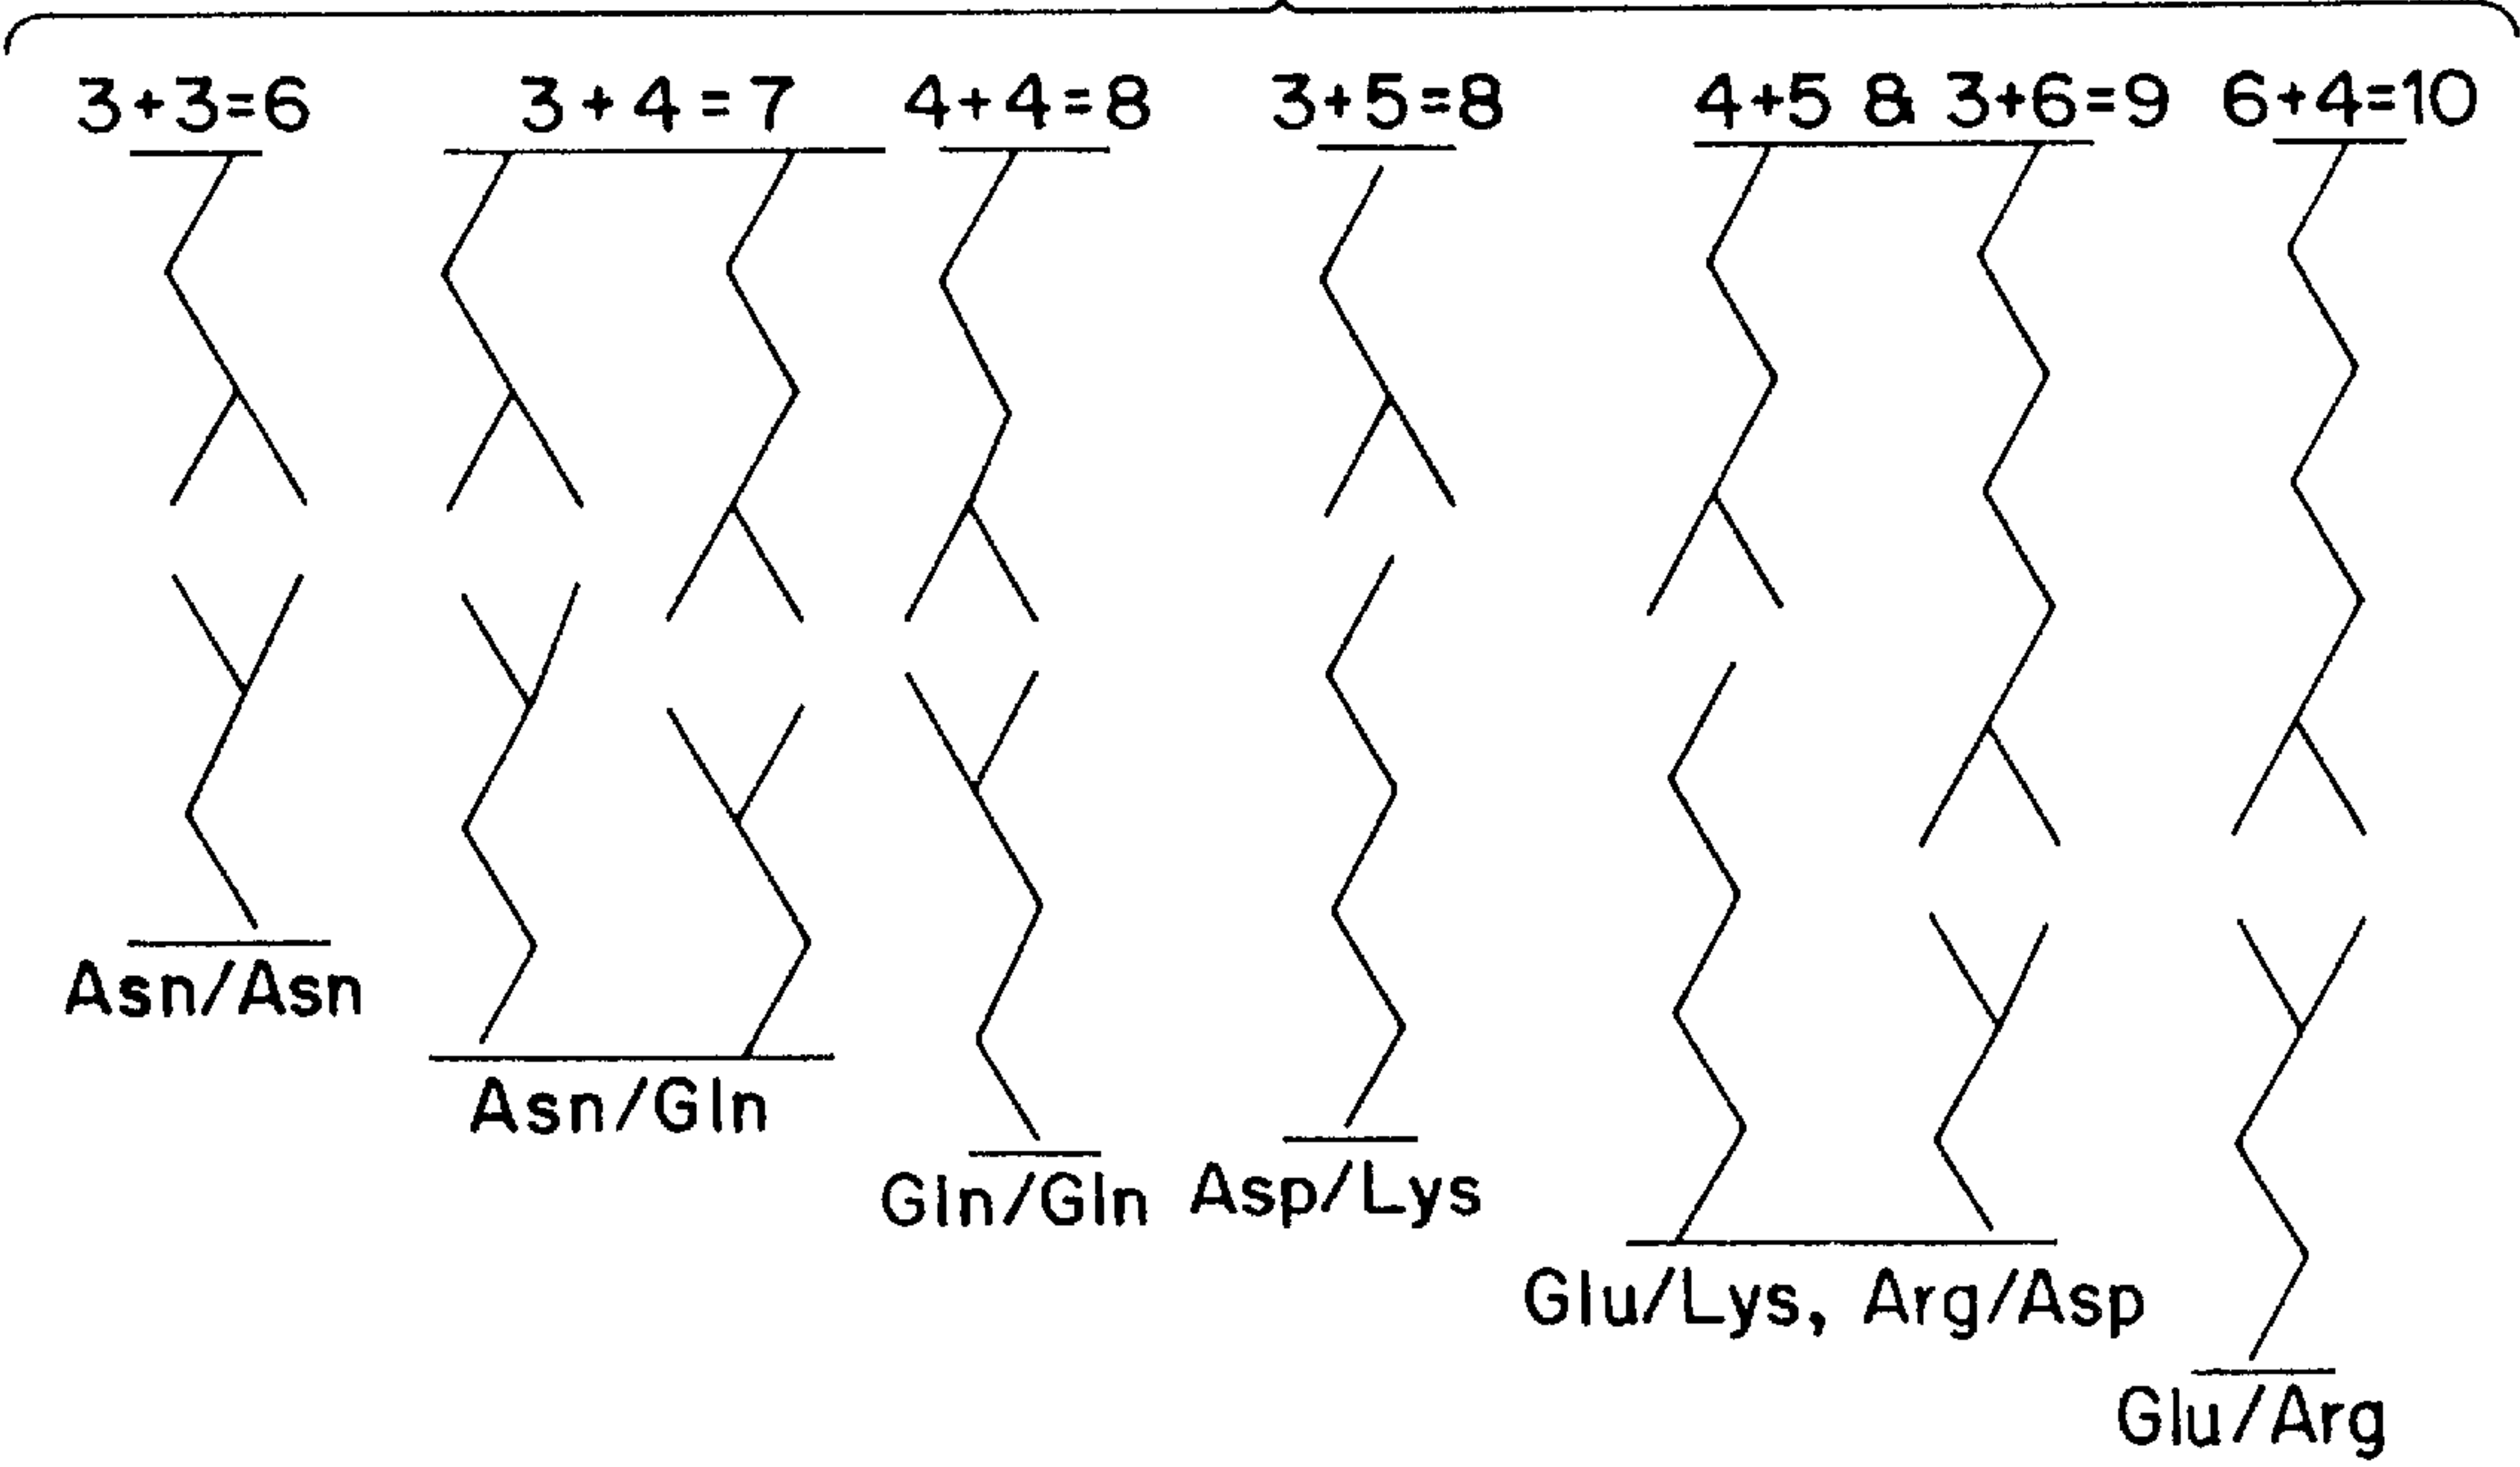 3+3=6 3+4=7 4+4=8 3+5=8 4+5 & 3+6=9 6+4=10
Asn/Asn
Asn/Gln
Gln/Gln Asp/Lys
Glu/Lys, Arg/Asp
Glu/Arg